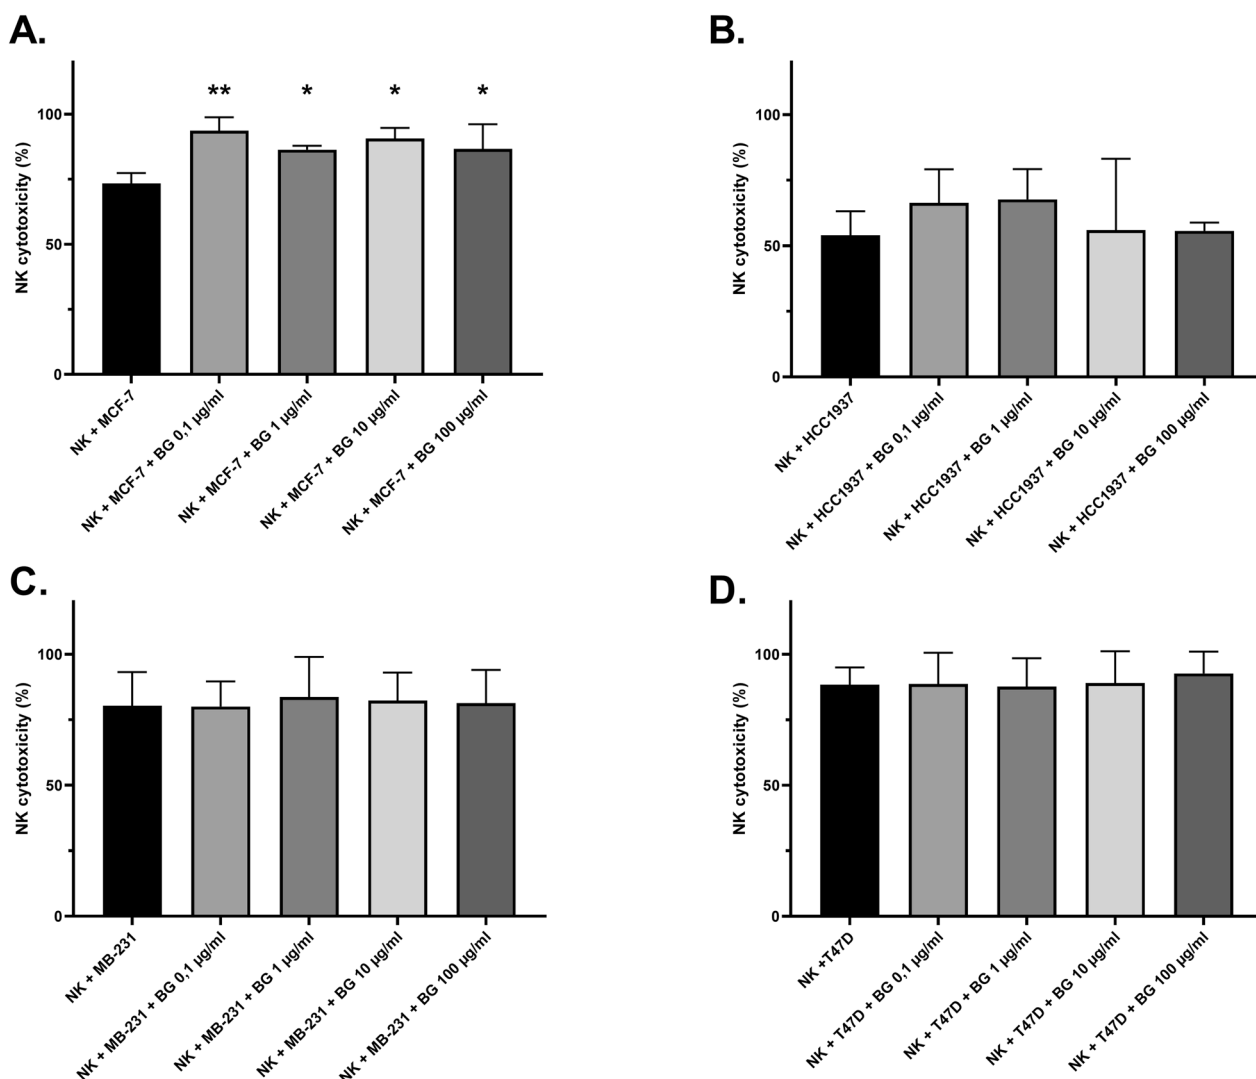 A.
**
*
*
*
NK cytotoxicity (%)
100
50
0
NK + MCF-7
NK + MCF-7 + BG 0,1 µg/ml
NK + MCF-7 + BG 1 µg/ml
NK + MCF-7 + BG 10 µg/ml
NK + MCF-7 + BG 100 µg/ml
B.
NK cytotoxicity (%)
100
50
0
NK + HCC1937
NK + HCC1937 + BG 0,1 µg/ml
NK + HCC1937 + BG 1 µg/ml
NK + HCC1937 + BG 10 µg/ml
NK + HCC1937 + BG 100 µg/ml
C.
NK cytotoxicity (%)
100
50
0
NK + MB-231
NK + MB-231 + BG 0,1 µg/ml
NK + MB-231 + BG 1 µg/ml
NK + MB-231 + BG 10 µg/ml
NK + MB-231 + BG 100 µg/ml
D.
NK cytotoxicity (%)
100
50
0
NK +T47D
NK + T47D + BG 0,1 µg/ml
NK + T47D + BG 1 µg/ml
NK + T47D + BG 10 µg/ml
NK + T47D + BG 100 µg/ml